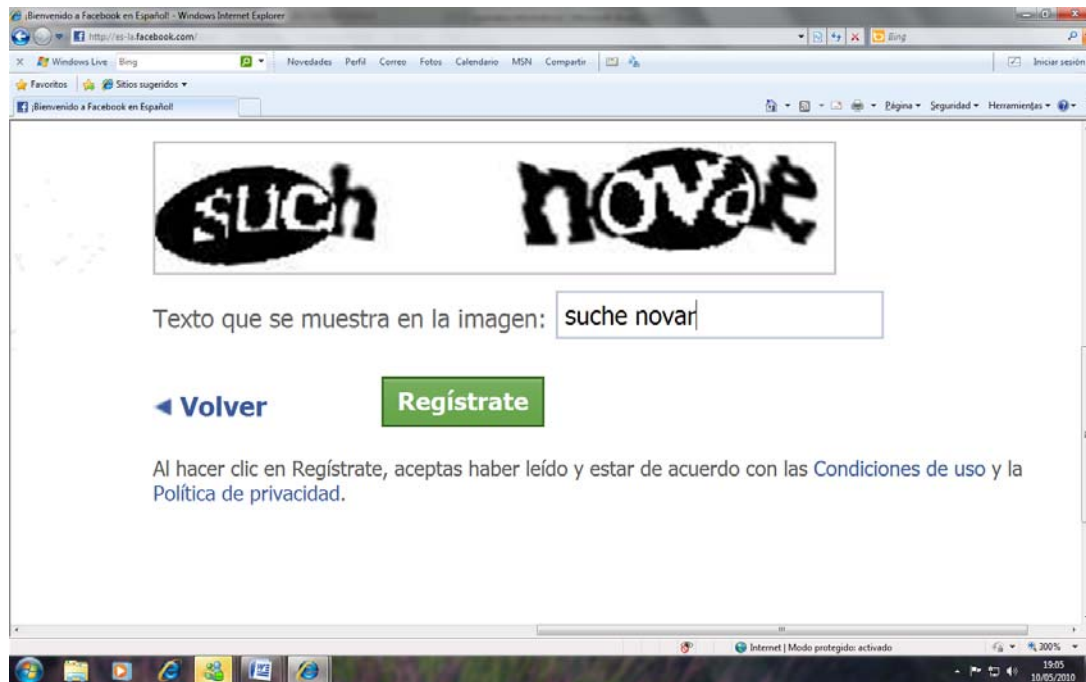 ¡Bienvenido a Facebook en Español! - Windows Internet Explorer
http://es-la.facebook.com/
Bing
Windows Live Bing Novedades Perfil Correo Fotos Calendario MSN Compartir Iniciar sesión
Favoritos Sitios sugeridos
¡Bienvenido a Facebook en Español! Página Seguridad Herramientas
such novae
Texto que se muestra en la imagen: suche novar
Volver Regístrate
Al hacer clic en Regístrate, aceptas haber leído y estar de acuerdo con las Condiciones de uso y la
Política de privacidad.
Internet | Modo protegido: activado 300%
19:05
10/05/2010